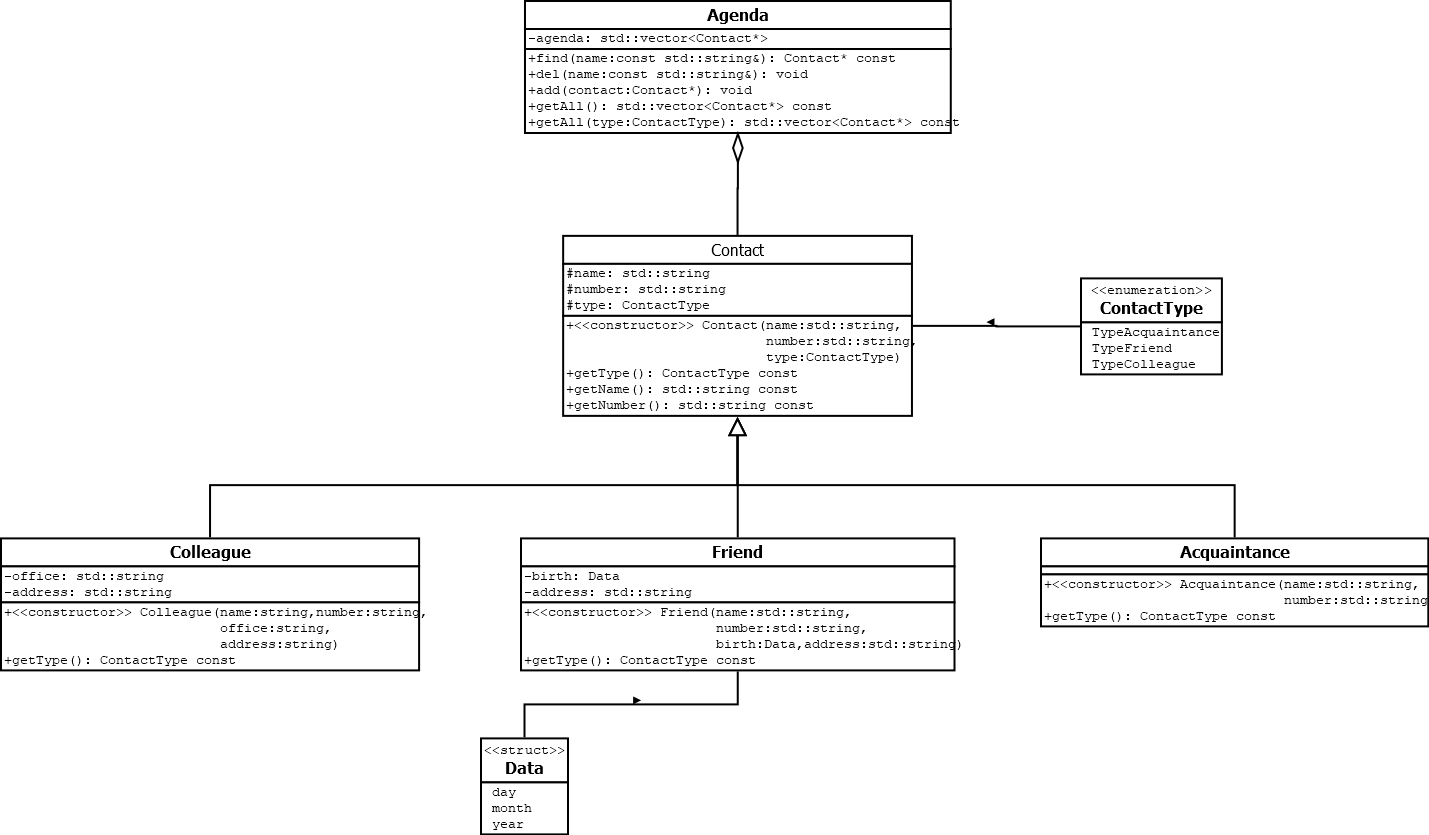 Agenda
-agenda: std::vector<Contact*>
+find(name:const std::string&): Contact* const
+del(name:const std::string&): void
+add(contact:Contact*): void
+getAll(): std::vector<Contact*> const
+getAll(type:ContactType): std::vector<Contact*> const
Contact
#name: std::string
#number: std::string
#type: ContactType
+<<constructor>> Contact(name:std::string,
number:std::string,
type:ContactType)
+getType(): ContactType const
+getName(): std::string const
+getNumber(): std::string const
<<enumeration>>
ContactType
TypeAcquaintance
TypeFriend
TypeColleague
Colleague
-office: std::string
-address: std::string
+<<constructor>> Colleague(name:string,number:string,
office:string,
address:string)
+getType(): ContactType const
Friend
-birth: Data
-address: std::string
+<<constructor>> Friend(name:std::string,
number:std::string,
birth:Data,address:std::string)
+getType(): ContactType const
Acquaintance
+<<constructor>> Acquaintance(name:std::string,
number:std::string
+getType(): ContactType const
<<struct>>
Data
day
month
year